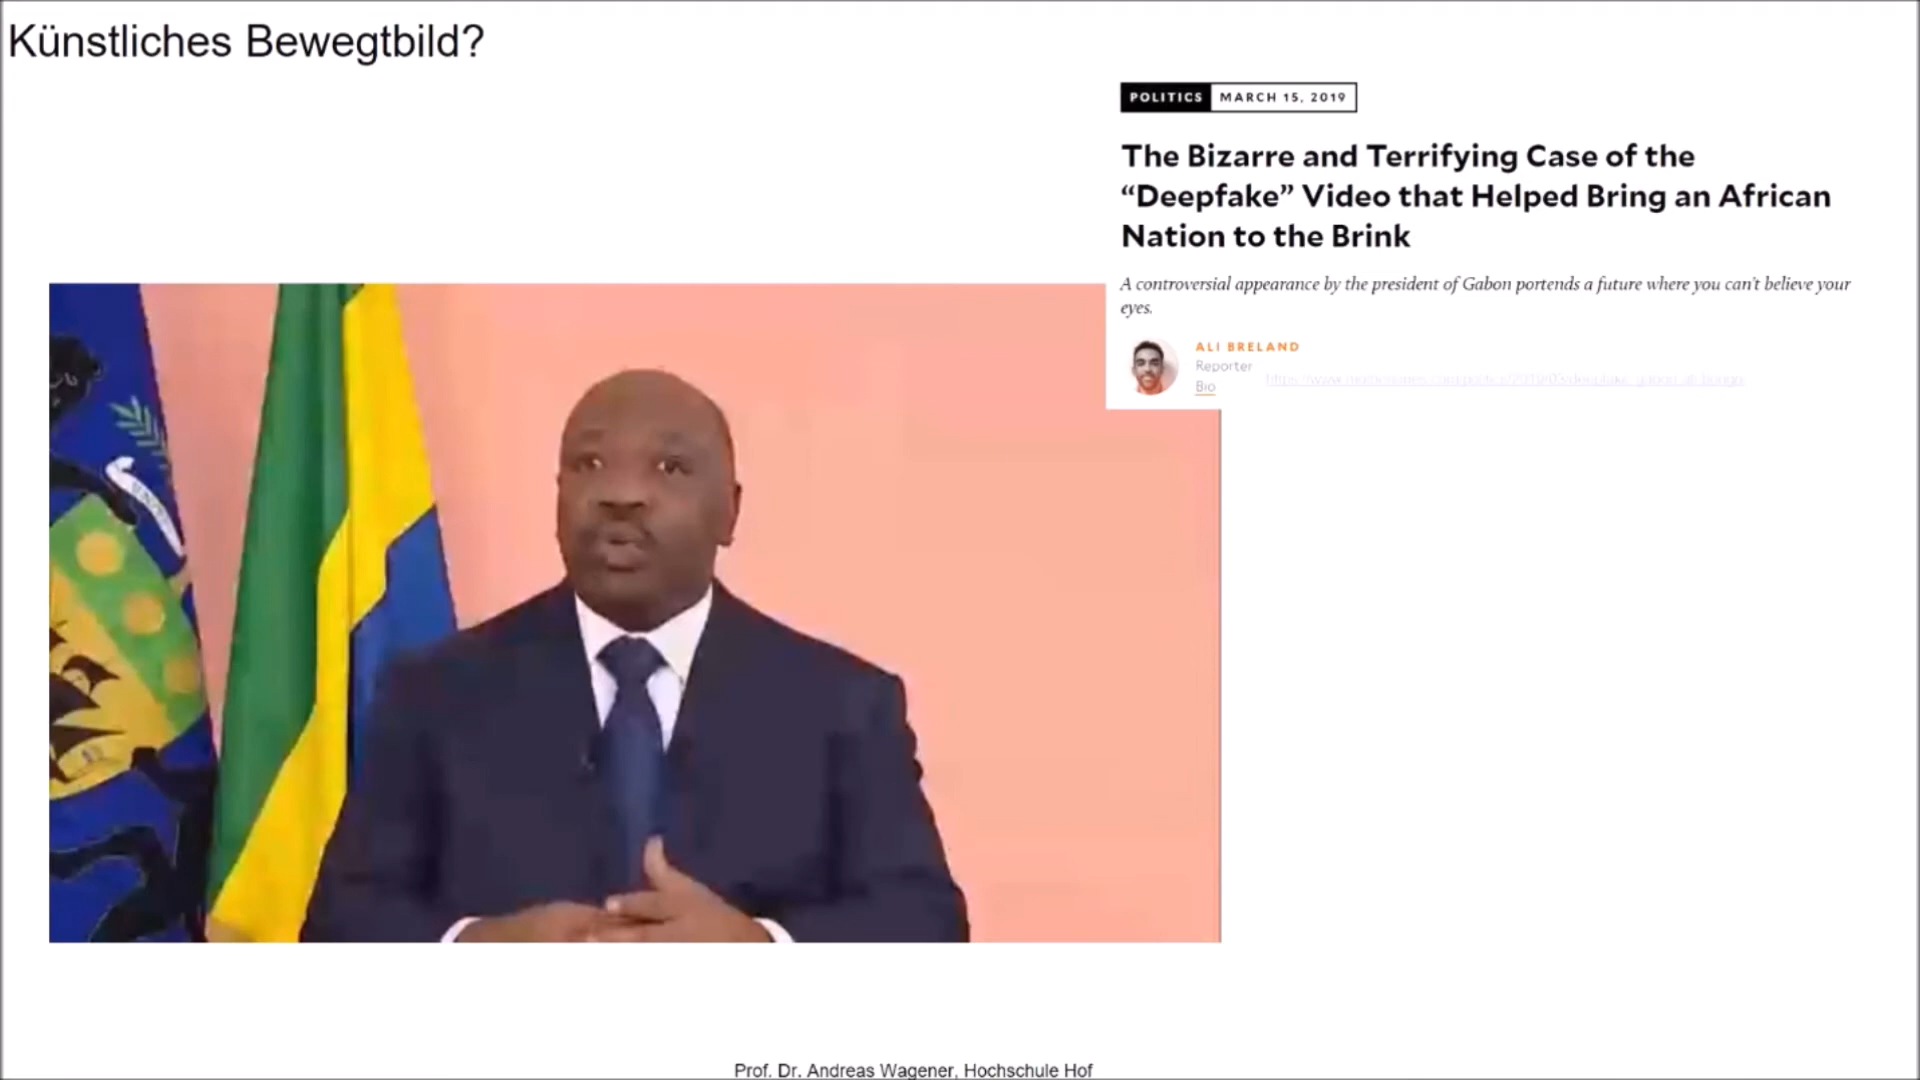 Künstliches Bewegtbild?
POLITICS MARCH 15, 2019
The Bizarre and Terrifying Case of the
“Deepfake” Video that Helped Bring an African
Nation to the Brink
A controversial appearance by the president of Gabon portends a future where you can't believe your
eyes.
ALI BRELAND
Reporter
Bio
Prof. Dr. Andreas Wagener, Hochschule Hof